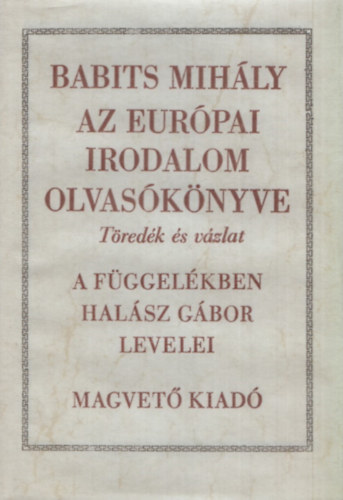 BABITS MIHÁLY
AZ EURÓPAI
IRODALOM
OLVASÓKÖNYVE
Töredék és vázlat
A FÜGGELÉKBEN
HALÁSZ GÁBOR
LEVELEI
MAGVETŐ KIADÓ